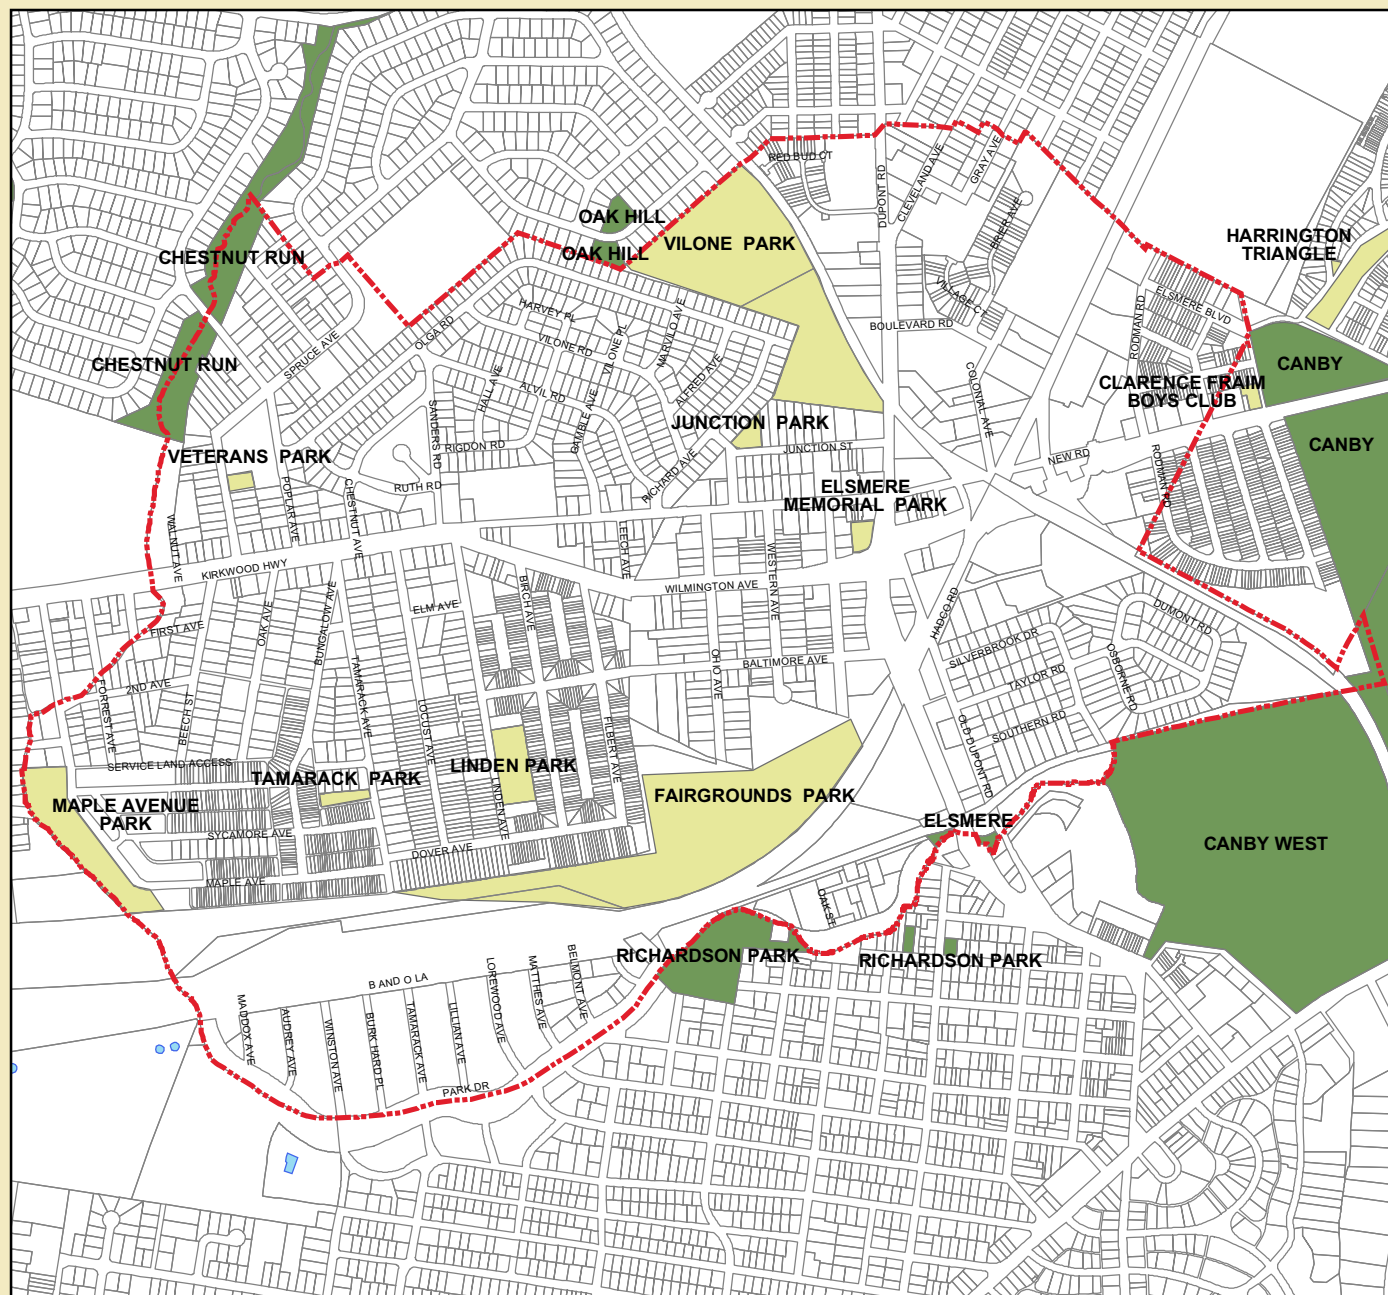 RED BUD CT
DUPONT RD
CLEVELAND AVE
GRAY AVE
BRIER AVE
OAK HILL
VILONE  PARK
OAK HILL
CHESTNUT RUN
HARRINGTON
TRIANGLE
VILLAGE CT
RODMAN RD
ELSMERE BLVD
HARVEY PL
VILONE RD
VILONE PL
MARVILO AVE
BOULEVARD RD
OLGA RD
SPRUCE AVE
CHESTNUT RUN
CANBY
COLONIAL AVE
CLARENCE FRAIM
BOYS CLUB
HALL AVE
ALVIL RD
ALFRED AVE
GAMBLE AVE
SANDERS RD
JUNCTION  PARK
JUNCTION ST
RIGDON RD
CANBY
NEW RD
VETERANS  PARK
RICHARD AVE
RUTH RD
RODMAN RD
ELSMERE
MEMORIAL  PARK
POPLAR AVE
CHESTNUT AVE
WALNUT AVE
LEECH AVE
WESTERN AVE
KIRKWOOD HWY
BIRCH AVE
WILMINGTON AVE
BUNGALOW AVE
ELM AVE
HADCO RD
DUMONT RD
FIRST AVE
OAK AVE
SILVERBROOK DR
BALTIMORE AVE
OHIO AVE
TAYLOR RD
OSBORNE RD
2ND AVE
FORREST AVE
BEECH ST
TAMARACK AVE
LOCUST AVE
FILBERT AVE
SOUTHERN RD
OLD DUPONT RD
SERVICE LAND ACCESS
TAMARACK  PARK
LINDEN PARK
FAIRGROUNDS  PARK
LINDEN AVE
MAPLE AVENUE
PARK
ELSMERE
SYCAMORE AVE
CANBY WEST
DOVER AVE
MAPLE AVE
OAK ST
RICHARDSON PARK
RICHARDSON PARK
B AND O LA
LOREWOOD AVE
MATTHES AVE
BELMONT AVE
MADDOX AVE
AUDREY AVE
WINSTON AVE
BURK HARD PL
TAMARACK AVE
LILLIAN AVE
PARK DR